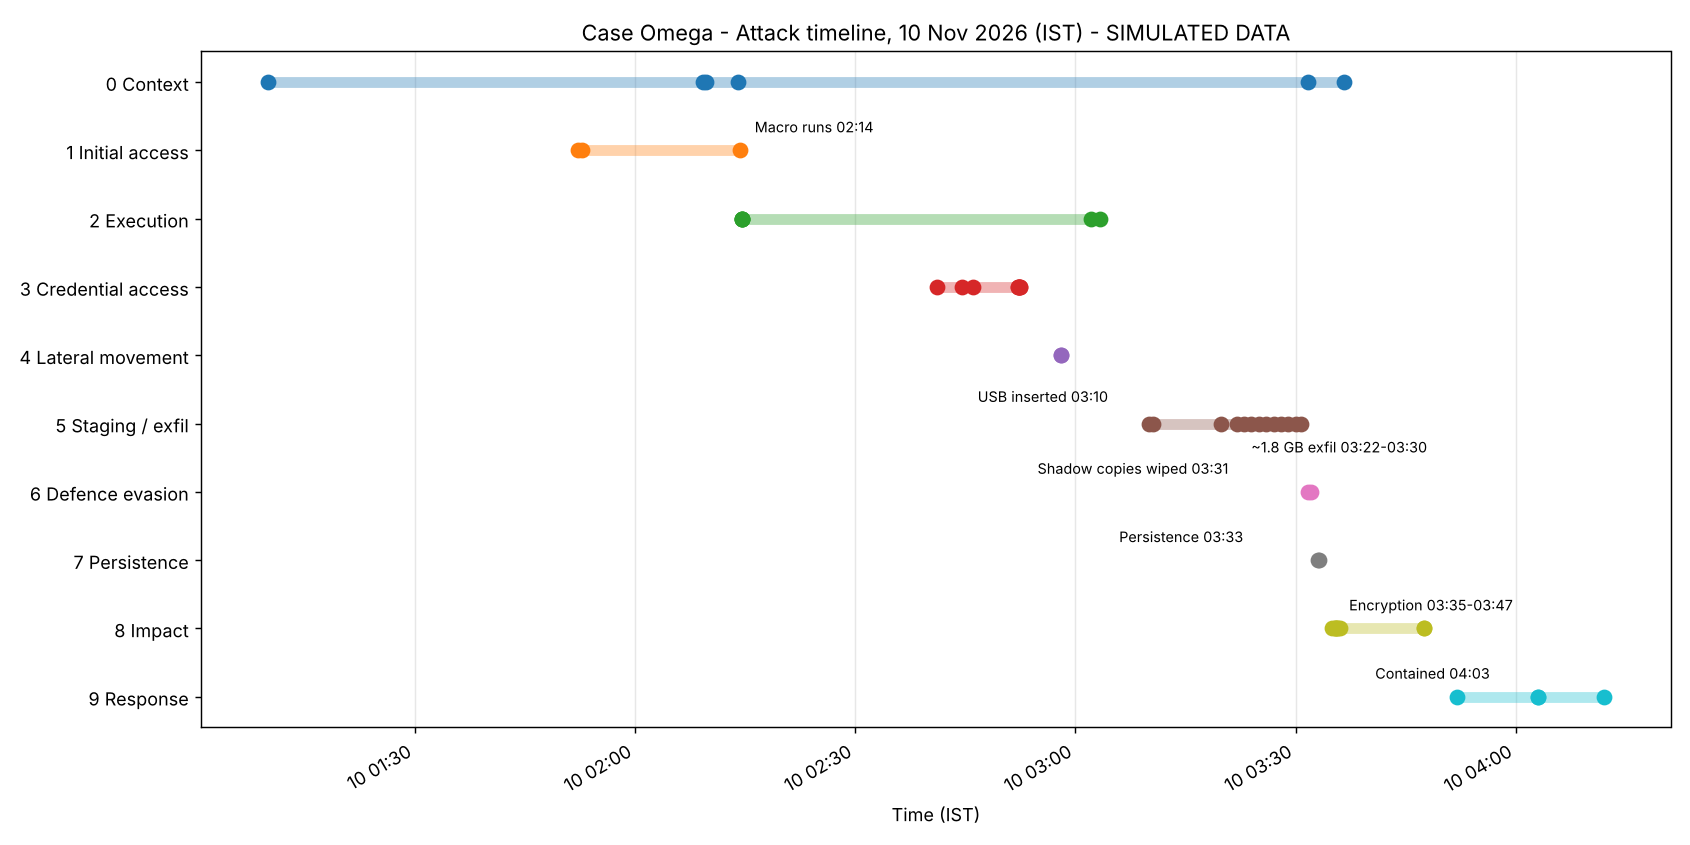 Case Omega - Attack timeline, 10 Nov 2026 (IST) - SIMULATED DATA
0 Context
Macro runs 02:14
1 Initial access
2 Execution
3 Credential access
4 Lateral movement
USB inserted 03:10
5 Staging / exfil
~1.8 GB exfil 03:22-03:30
Shadow copies wiped 03:31
6 Defence evasion
Persistence 03:33
7 Persistence
Encryption 03:35-03:47
8 Impact
Contained 04:03
9 Response
10 01:30
10 02:00
10 02:30
10 03:00
10 03:30
10 04:00
Time (IST)